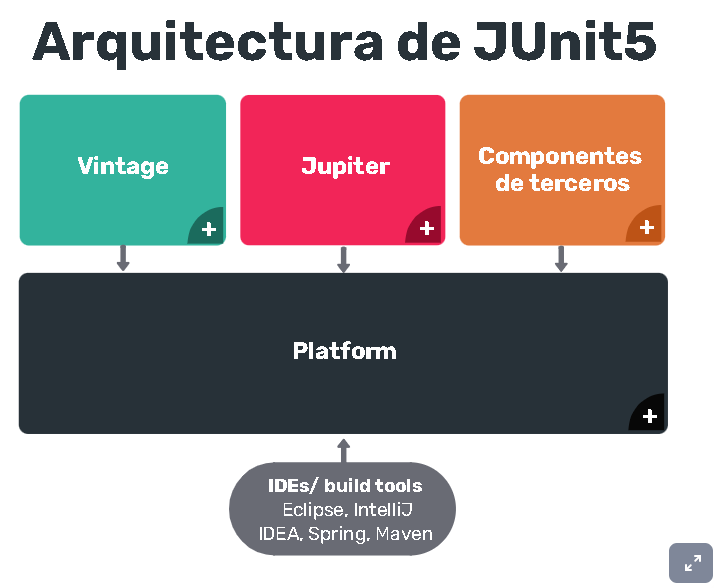 Arquitectura de JUnit5
Vintage
+
Jupiter
+
Componentes
de terceros
+
Platform
+
IDEs/ build tools
Eclipse, IntelliJ
IDEA, Spring, Maven